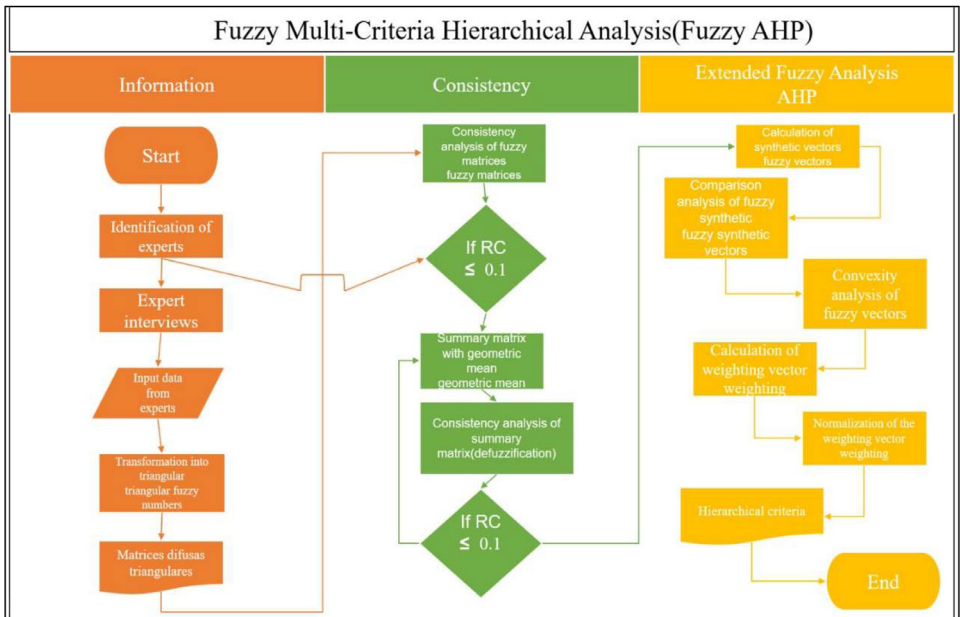 Fuzzy Multi-Criteria Hierarchical Analysis(Fuzzy AHP)
Information
Consistency
Extended Fuzzy Analysis
AHP
Start
Identification of
experts
Expert
interviews
Input data
from
experts
Transformation into
triangular
triangular fuzzy
numbers
Matrices difusas
triangulares
Consistency
analysis of fuzzy
matrices
fuzzy matrices
If RC
≤ 0.1
Summary matrix
with geometric
mean
geometric mean
Consistency analysis of
summary
matrix(defuzzification)
If RC
≤ 0.1
Calculation of
synthetic vectors
fuzzy vectors
Comparison
analysis of fuzzy
synthetic
fuzzy synthetic
vectors
Convexity
analysis of
fuzzy vectors
Calculation of
weighting vector
weighting
Normalization of the
weighting vector
weighting
Hierarchical criteria
End